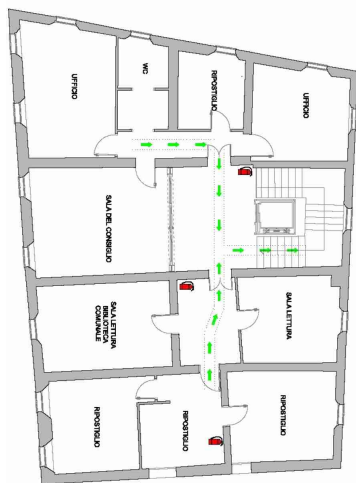 UFFICIO
WC
RIPOSTIGLIO
UFFICIO
SALA DEL CONSIGLIO
SALA LETTURA
BIBLIOTECA
COMUNALE
SALA LETTURA
RIPOSTIGLIO
RIPOSTIGLIO
RIPOSTIGLIO